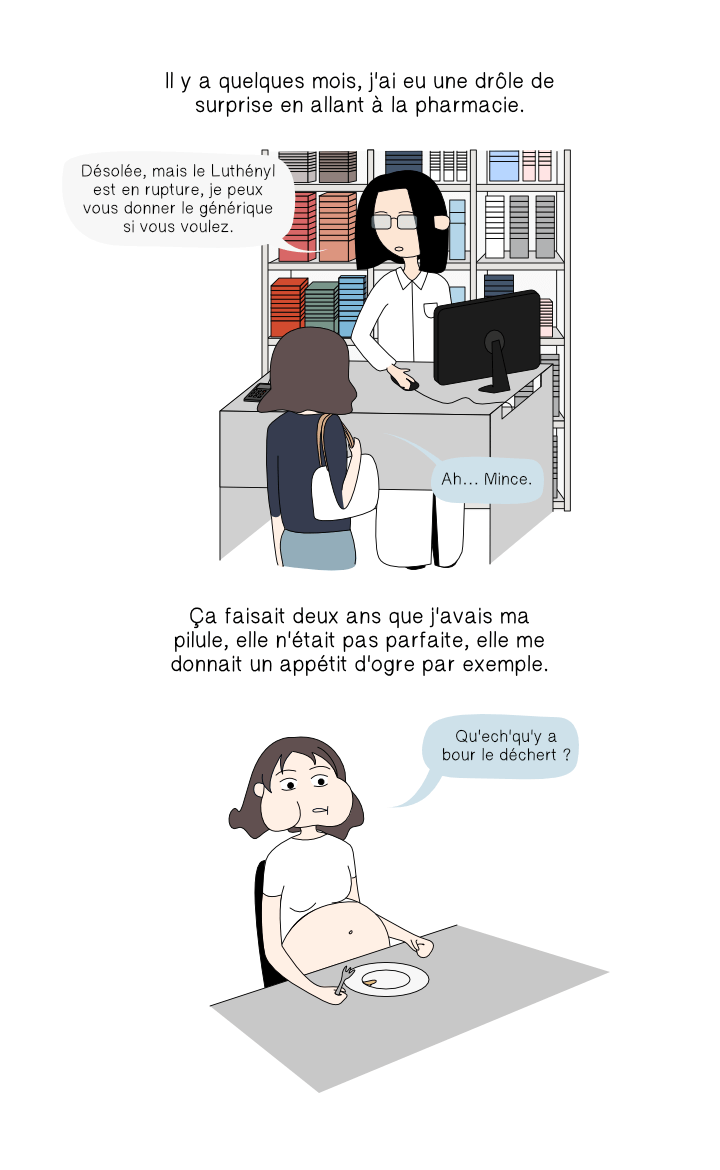 Il y a quelques mois, j'ai eu une drôle de
surprise en allant à la pharmacie.
Désolée, mais le Luthényl
est en rupture, je peux
vous donner le générique
si vous voulez.
Ah... Mince.
Ça faisait deux ans que j'avais ma
pilule, elle n'était pas parfaite, elle me
donnait un appétit d'ogre par exemple.
Qu'ech'qu'y a
bour le déchert ?